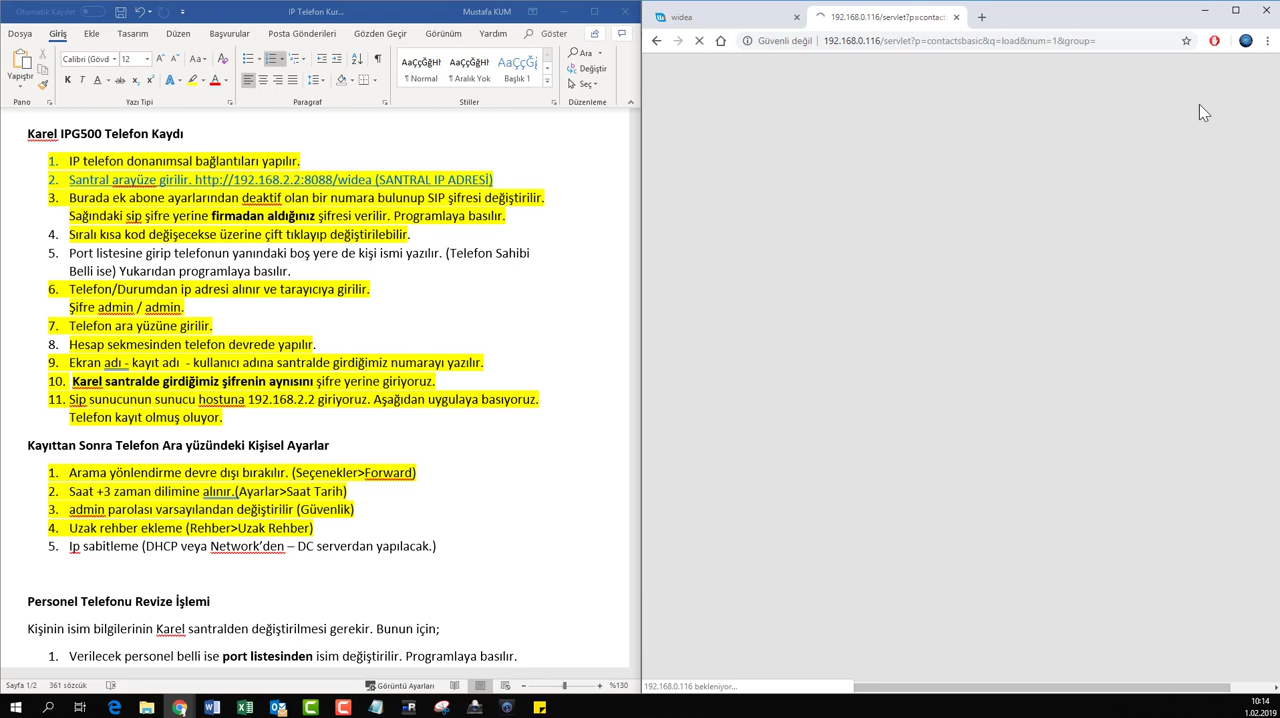 Otomatik Kaydet
IP Telefon Kur...
Mustafa KUM
Dosya Giriş Ekle Tasarım Düzen Başvurular Posta Gönderileri Gözden Geçir Görünüm Yardım Göster
Yapıştır
Calibri (Gövd 12
K T A
AaÇçĞğHł AaÇçĞğHł AaÇçĞğ
¶ Normal ¶ Aralık Yok Başlık 1
Ara
Değiştir
Seç
Pano Yazı Tipi Paragraf Stiller Düzenleme
Karel IPG500 Telefon Kaydı
1. IP telefon donanımsal bağlantıları yapılır.
2. Santral arayüze girilir. http://192.168.2.2:8088/widea (SANTRAL IP ADRESİ)
3. Burada ek abone ayarlarından deaktif olan bir numara bulunup SIP şifresi değiştirilir.
Sağındaki sip şifre yerine firmadan aldığınız şifresi verilir. Programlaya basılır.
4. Sıralı kısa kod değişecekse üzerine çift tıklayıp değiştirilebilir.
5. Port listesine girip telefonun yanındaki boş yere de kişi ismi yazılır. (Telefon Sahibi
Belli ise) Yukarıdan programlaya basılır.
6. Telefon/Durumdan ip adresi alınır ve tarayıcıya girilir.
Şifre admin / admin.
7. Telefon ara yüzüne girilir.
8. Hesap sekmesinden telefon devrede yapılır.
9. Ekran adı - kayıt adı - kullanıcı adına santralde girdiğimiz numarayı yazılır.
10. Karel santralde girdiğimiz şifrenin aynısını şifre yerine giriyoruz.
11. Sip sunucunun sunucu hostuna 192.168.2.2 giriyoruz. Aşağıdan uygulaya basıyoruz.
Telefon kayıt olmuş oluyor.
Kayıttan Sonra Telefon Ara yüzündeki Kişisel Ayarlar
1. Arama yönlendirme devre dışı bırakılır. (Seçenekler>Forward)
2. Saat +3 zaman dilimine alınır.(Ayarlar>Saat Tarih)
3. admin parolası varsayılandan değiştirilir (Güvenlik)
4. Uzak rehber ekleme (Rehber>Uzak Rehber)
5. Ip sabitleme (DHCP veya Network’den – DC serverdan yapılacak.)
Personel Telefonu Revize İşlemi
Kişinin isim bilgilerinin Karel santralden değiştirilmesi gerekir. Bunun için;
1. Verilecek personel belli ise port listesinden isim değiştirilir. Programlaya basılır.
Sayfa 1/2 361 sözcük Görüntü Ayarları %130
widea
192.168.0.116/servlet?p=contact
Güvenli değil 192.168.0.116/servlet?p=contactsbasic&q=load&num=1&group=
192.168.0.116 bekleniyor...
10:14
1.02.2019